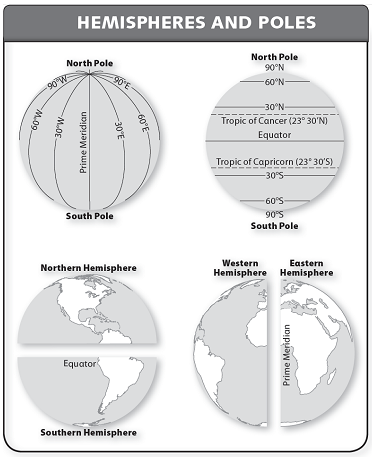 HEMISPHERES AND POLES
North Pole
90°W
90°E
60°W
60°E
30°W
30°E
Prime Meridian
South Pole
North Pole
90°N
60°N
30°N
Tropic of Cancer (23° 30'N)
Equator
Tropic of Capricorn (23° 30'S)
30°S
60°S
90°S
South Pole
Northern Hemisphere
Equator
Southern Hemisphere
Western
Hemisphere
Eastern
Hemisphere
Prime Meridian